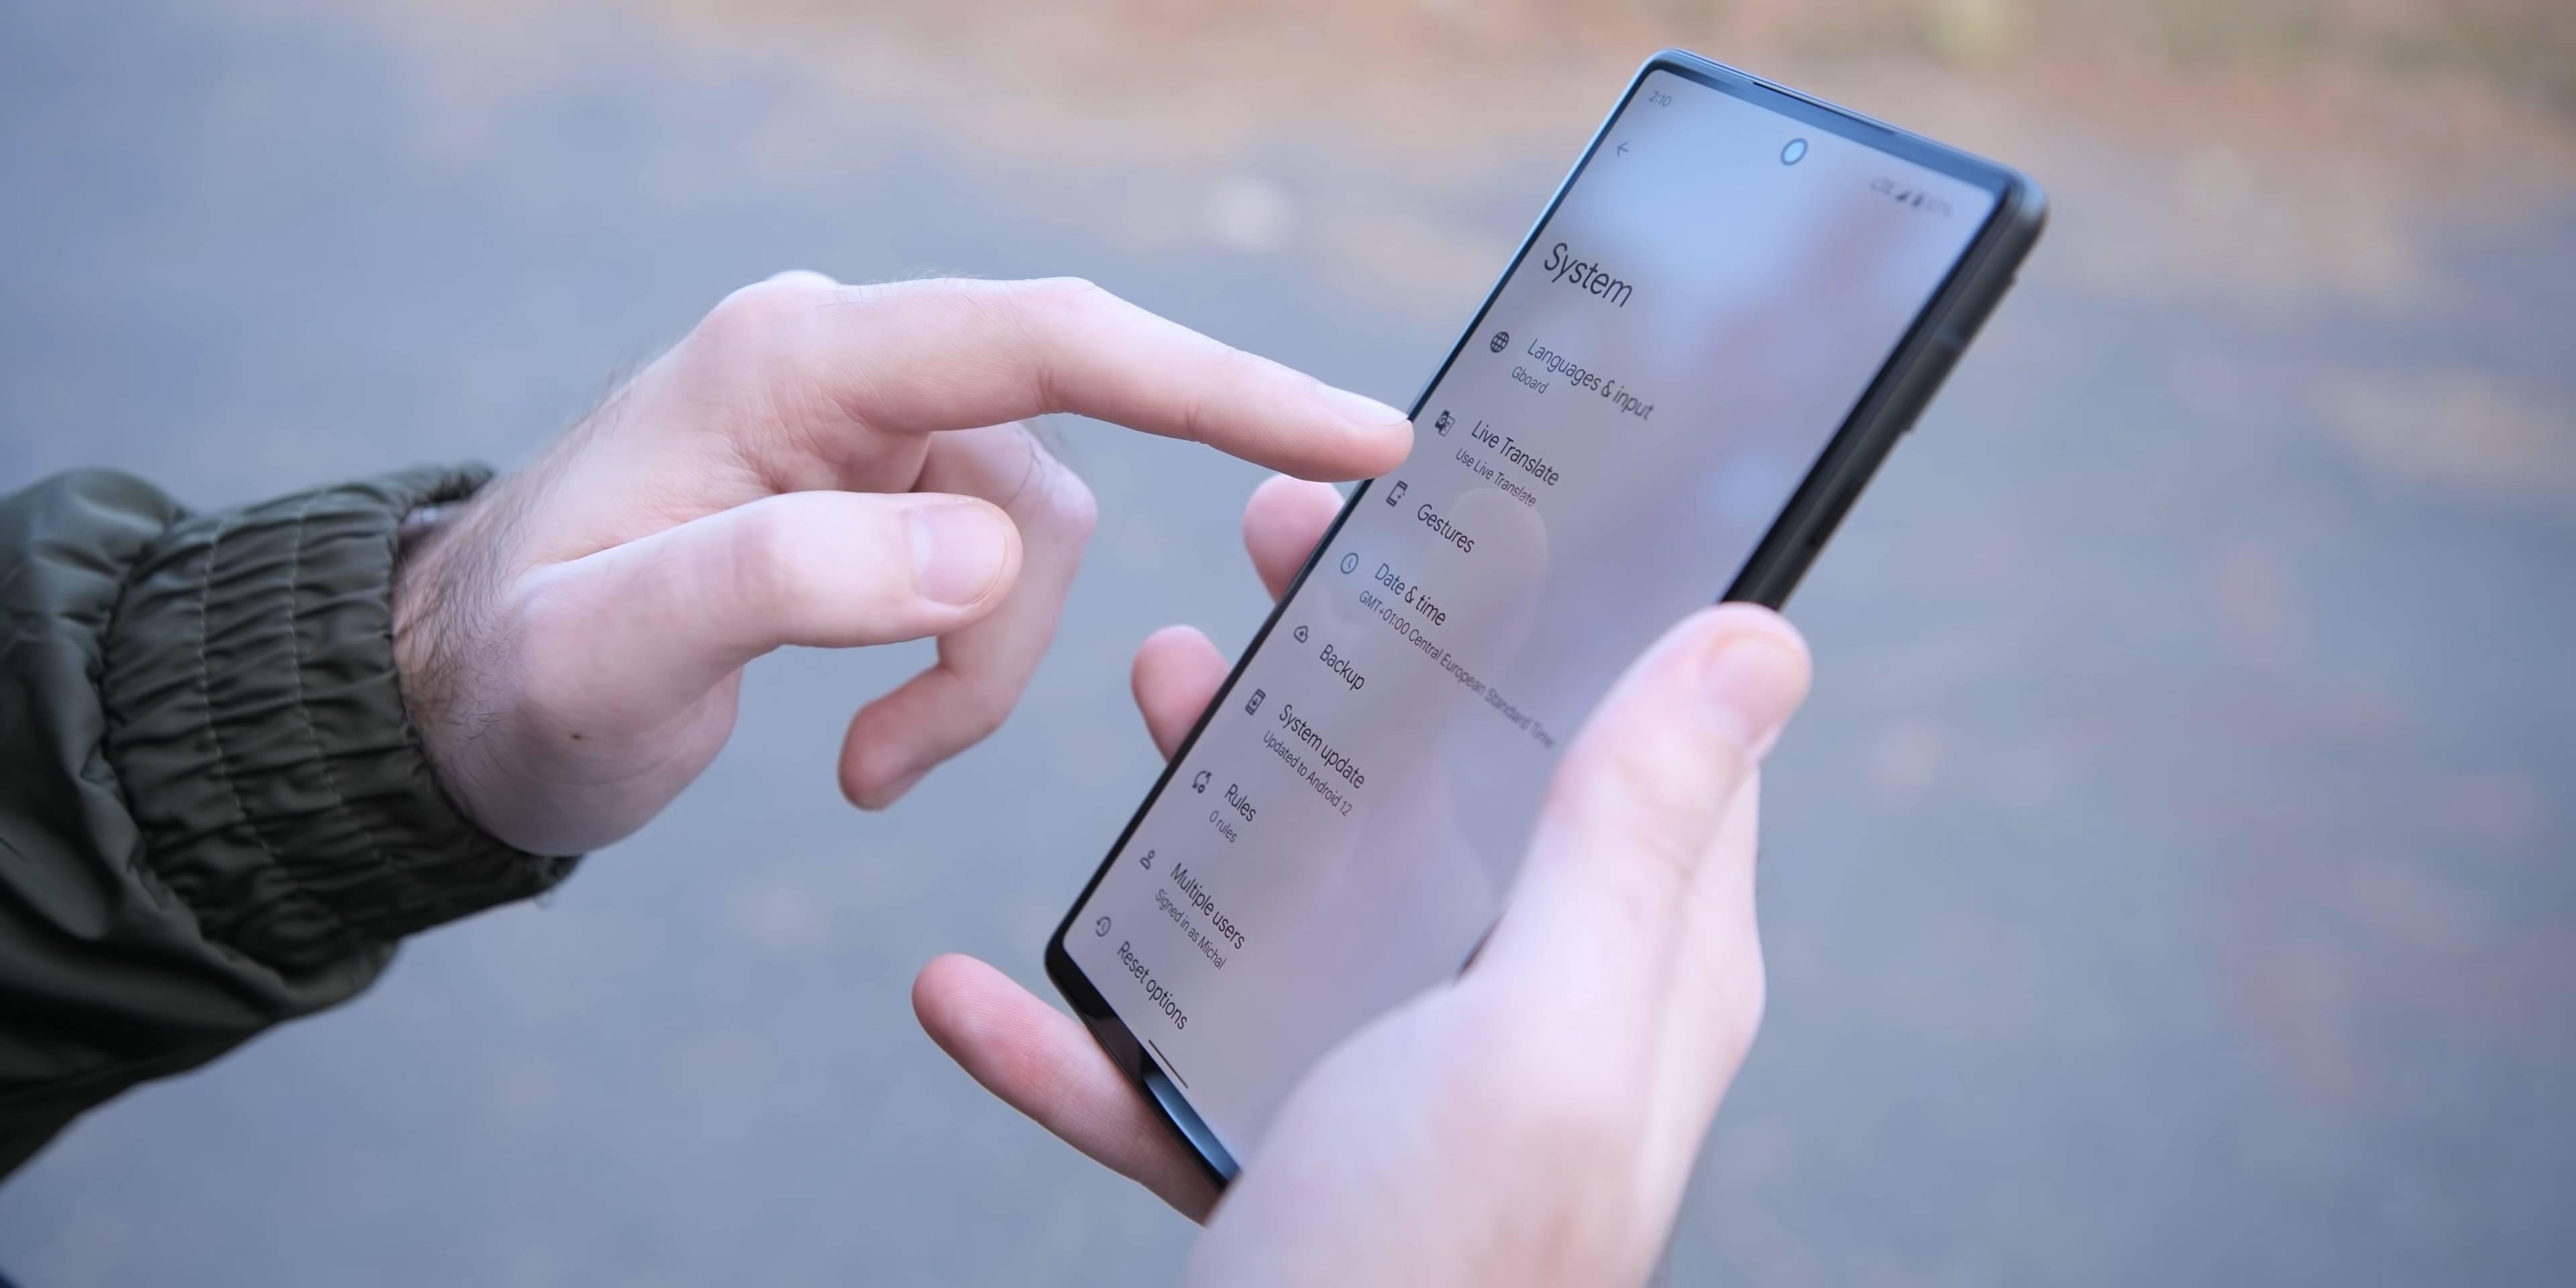 2:10
LTE
System
Languages & input
Gboard
Live Translate
Use Live Translate
Gestures
Date & time
GMT+01:00 Central European Standard Time
Backup
System update
Updated to Android 12
Rules
0 rules
Multiple users
Signed in as Michal
Reset options